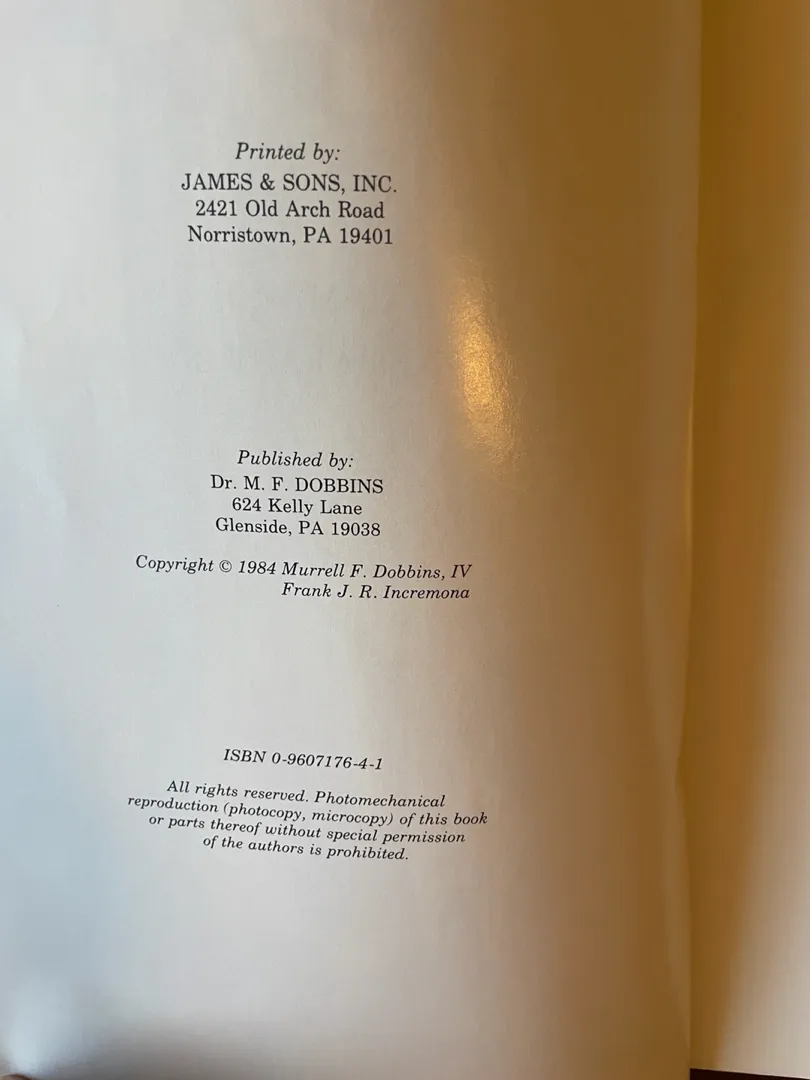 Printed by:
JAMES & SONS, INC.
2421 Old Arch Road
Norristown, PA 19401
Published by:
Dr. M. F. DOBBINS
624 Kelly Lane
Glenside, PA 19038
Copyright © 1984 Murrell F. Dobbins, IV
Frank J. R. Incremona
ISBN 0-9607176-4-1
All rights reserved. Photomechanical
reproduction (photocopy, microcopy) of this book
or parts thereof without special permission
of the authors is prohibited.